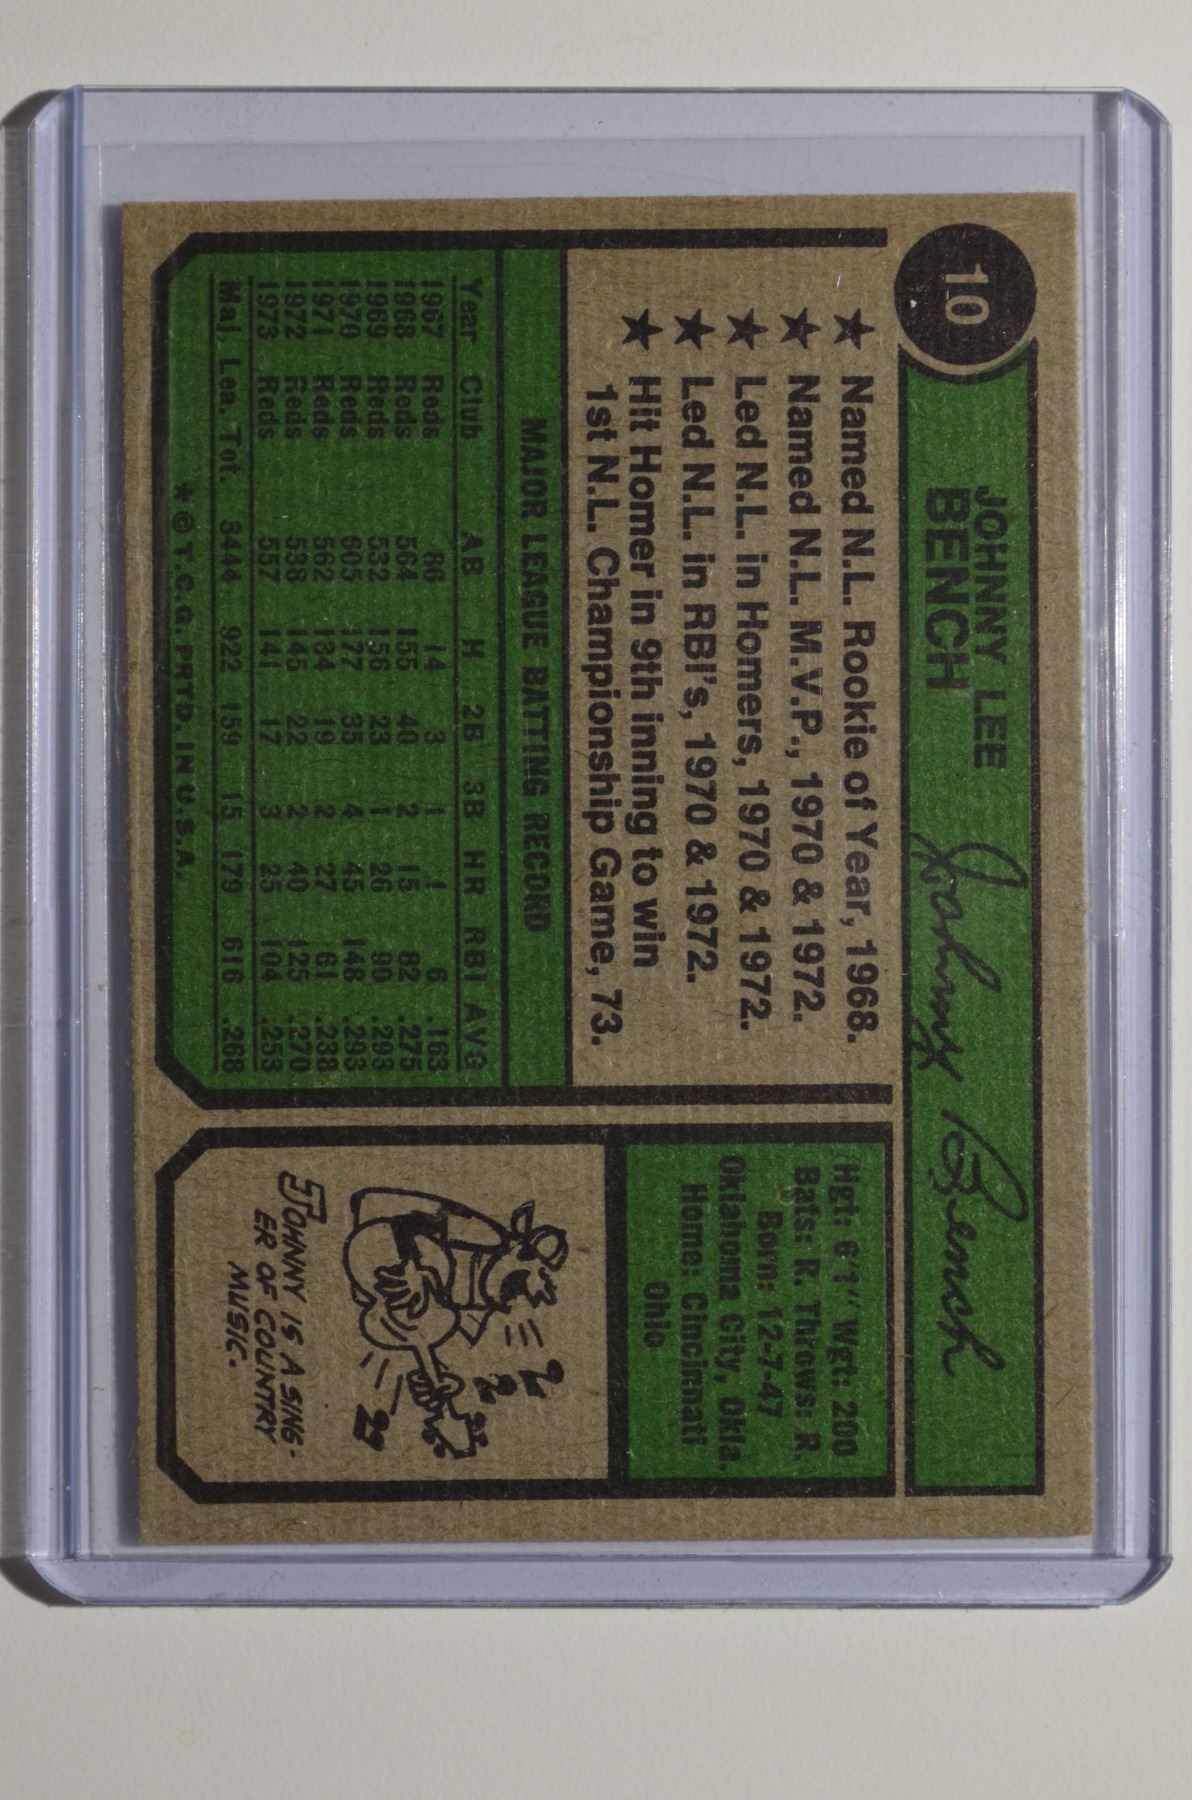 10
JOHNNY LEE
BENCH
Johnny Bench
★ Named N.L. Rookie of Year, 1968.
★ Named N.L. M.V.P., 1970 & 1972.
★ Led N.L. in Homers, 1970 & 1972.
★ Led N.L. in RBI's, 1970 & 1972.
★ Hit Homer in 9th inning to win
1st N.L. Championship Game, 73.
MAJOR LEAGUE BATTING RECORD
Year Club AB H 2B 3B HR RBI AVG
1967 Reds 86 14 3 1 1 6 .163
1968 Reds 564 155 40 2 15 82 .275
1969 Reds 532 156 23 1 26 90 .293
1970 Reds 605 177 35 4 45 148 .293
1971 Reds 562 134 19 2 27 61 .238
1972 Reds 538 145 22 2 40 125 .270
1973 Reds 557 141 17 3 25 104 .253
Maj. Lea. Tot. 3444 922 159 15 179 616 .268
*© T.C.G. PRTD. IN U.S.A.
Hgt: 6'1" Wgt: 200
Bats: R. Throws: R.
Born: 12-7-47
Oklahoma City, Okla.
Home: Cincinnati
Ohio
JOHNNY IS A SING-
ER OF COUNTRY
MUSIC.